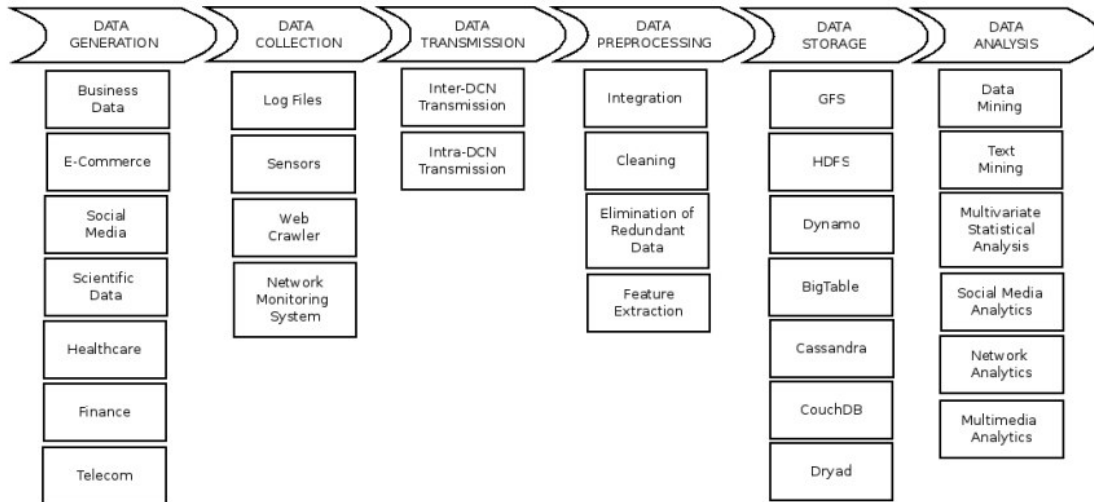 DATA
GENERATION
DATA
COLLECTION
DATA
TRANSMISSION
DATA
PREPROCESSING
DATA
STORAGE
DATA
ANALYSIS
Business
Data
E-Commerce
Social
Media
Scientific
Data
Healthcare
Finance
Telecom
Log Files
Sensors
Web
Crawler
Network
Monitoring
System
Inter-DCN
Transmission
Intra-DCN
Transmission
Integration
Cleaning
Elimination of
Redundant
Data
Feature
Extraction
GFS
HDFS
Dynamo
BigTable
Cassandra
CouchDB
Dryad
Data
Mining
Text
Mining
Multivariate
Statistical
Analysis
Social Media
Analytics
Network
Analytics
Multimedia
Analytics